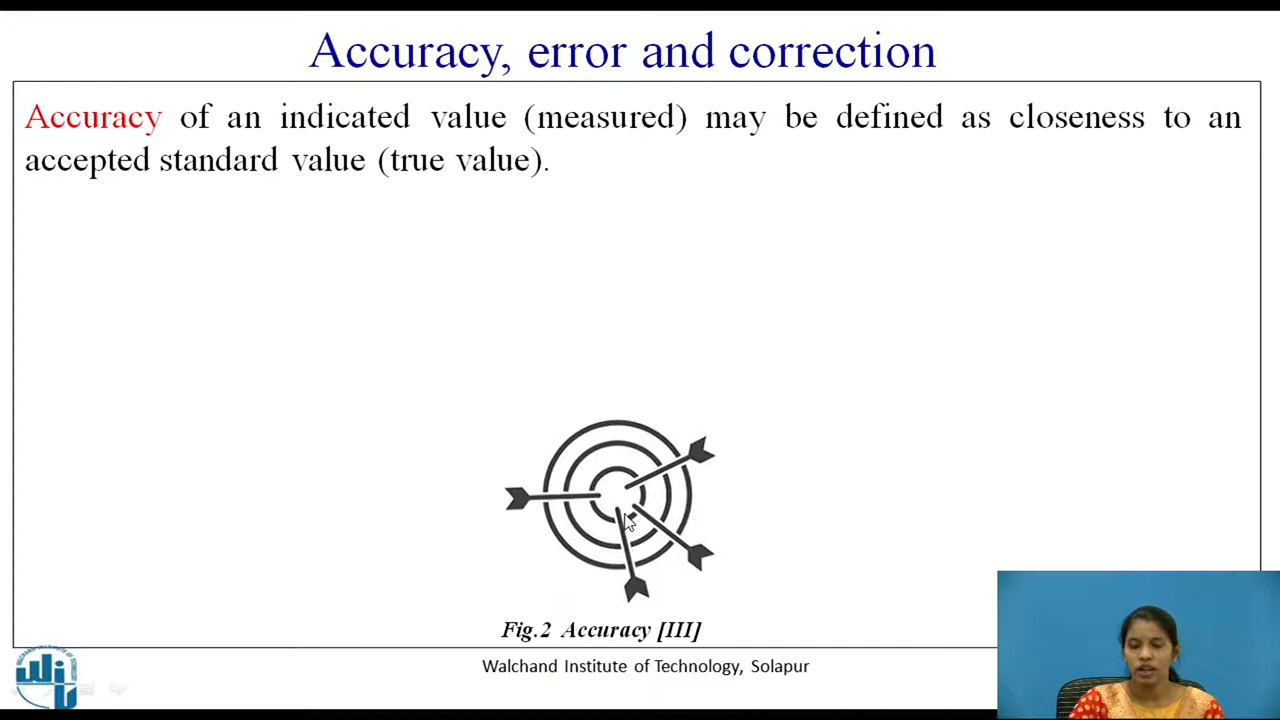 Accuracy, error and correction
Accuracy of an indicated value (measured) may be defined as closeness to an
accepted standard value (true value).
Fig.2 Accuracy [III]
Walchand Institute of Technology, Solapur